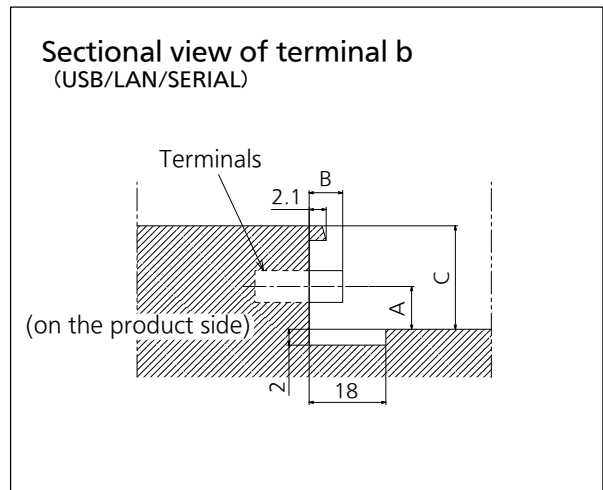 Sectional view of terminal b
(USB/LAN/SERIAL)
Terminals
B
2.1
C
A
(on the product side)
2
18